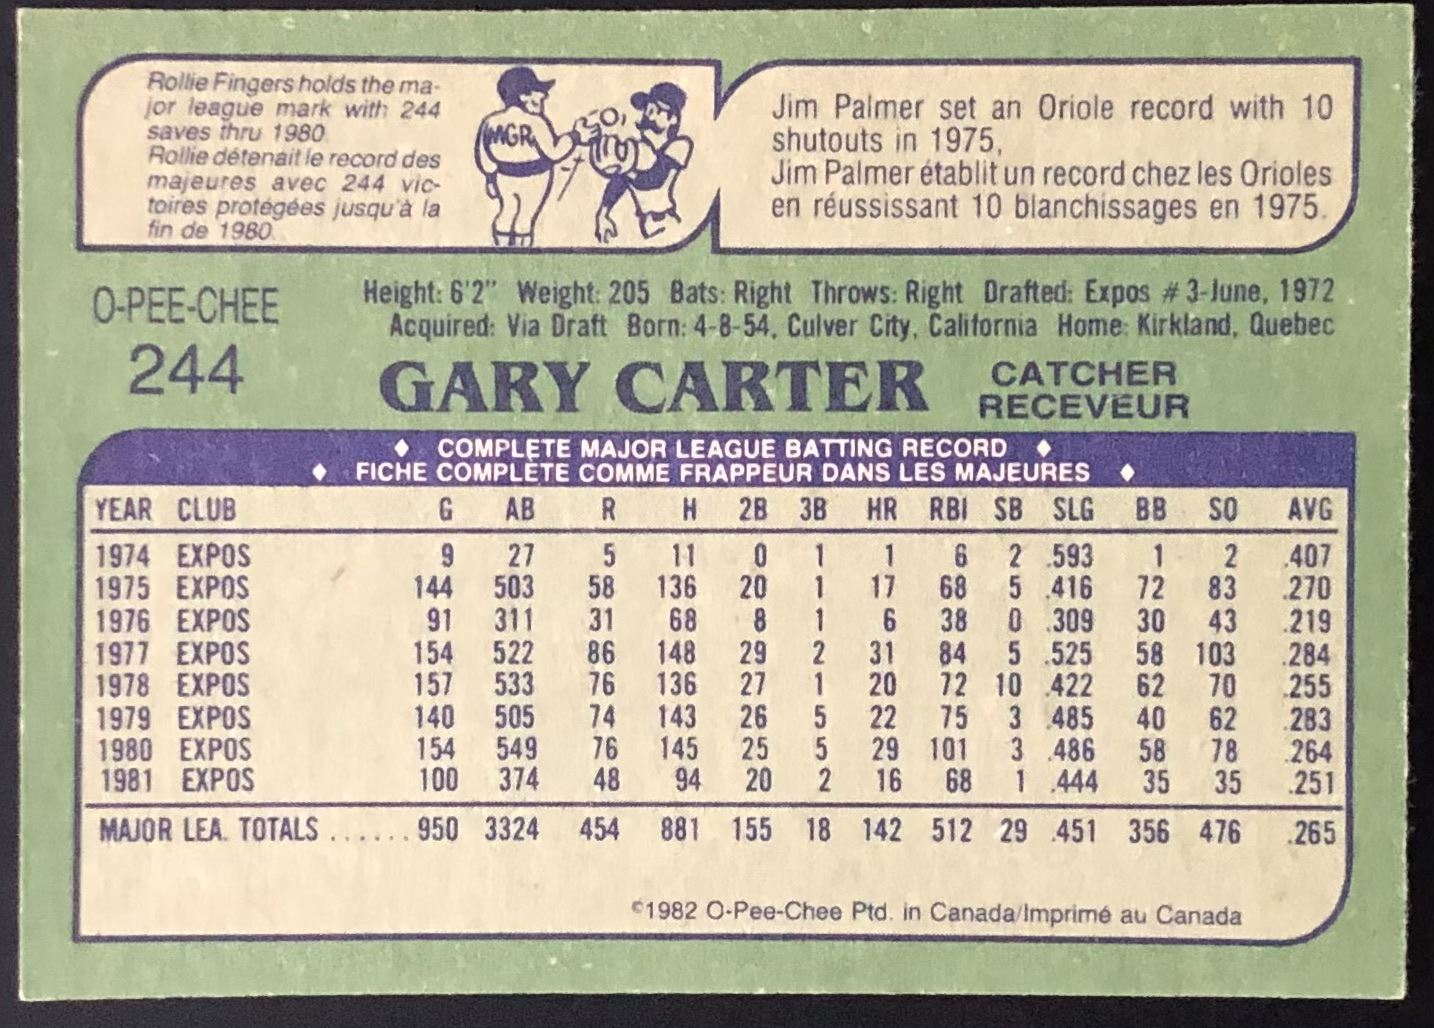 Rollie Fingers holds the ma-
jor league mark with 244
saves thru 1980.
Rollie détenait le record des
majeures avec 244 vic-
toires protégées jusqu'à la
fin de 1980.
MGR
Jim Palmer set an Oriole record with 10
shutouts in 1975.
Jim Palmer établit un record chez les Orioles
en réussissant 10 blanchissages en 1975.
O-PEE-CHEE
244
Height: 6'2" Weight: 205 Bats: Right Throws: Right Drafted: Expos #3-June, 1972
Acquired: Via Draft Born: 4-8-54, Culver City, California Home: Kirkland, Quebec
GARY CARTER
CATCHER
RECEVEUR
♦ COMPLETE MAJOR LEAGUE BATTING RECORD ♦
♦ FICHE COMPLÈTE COMME FRAPPEUR DANS LES MAJEURES ♦
YEAR CLUB G AB R H 2B 3B HR RBI SB SLG BB SO AVG
1974 EXPOS 9 27 5 11 0 1 1 6 2 .593 1 2 .407
1975 EXPOS 144 503 58 136 20 1 17 68 5 .416 72 83 .270
1976 EXPOS 91 311 31 68 8 1 6 38 0 .309 30 43 .219
1977 EXPOS 154 522 86 148 29 2 31 84 5 .525 58 103 .284
1978 EXPOS 157 533 76 136 27 1 20 72 10 .422 62 70 .255
1979 EXPOS 140 505 74 143 26 5 22 75 3 .485 40 62 .283
1980 EXPOS 154 549 76 145 25 5 29 101 3 .486 58 78 .264
1981 EXPOS 100 374 48 94 20 2 16 68 1 .444 35 35 .251
MAJOR LEA. TOTALS ...... 950 3324 454 881 155 18 142 512 29 .451 356 476 .265
©1982 O-Pee-Chee Ptd. in Canada/Imprimé au Canada